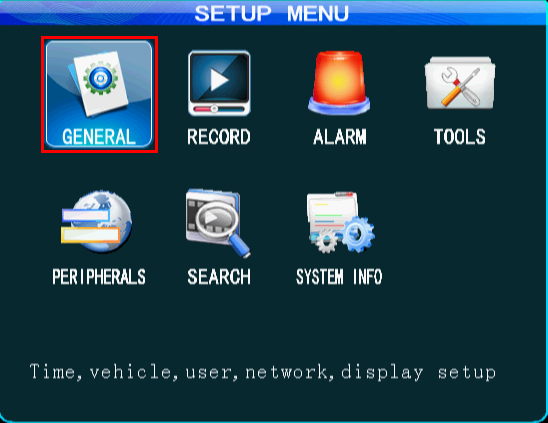 SETUP MENU
GENERAL RECORD ALARM TOOLS
PERIPHERALS SEARCH SYSTEM INFO
Time, vehicle, user, network, display setup